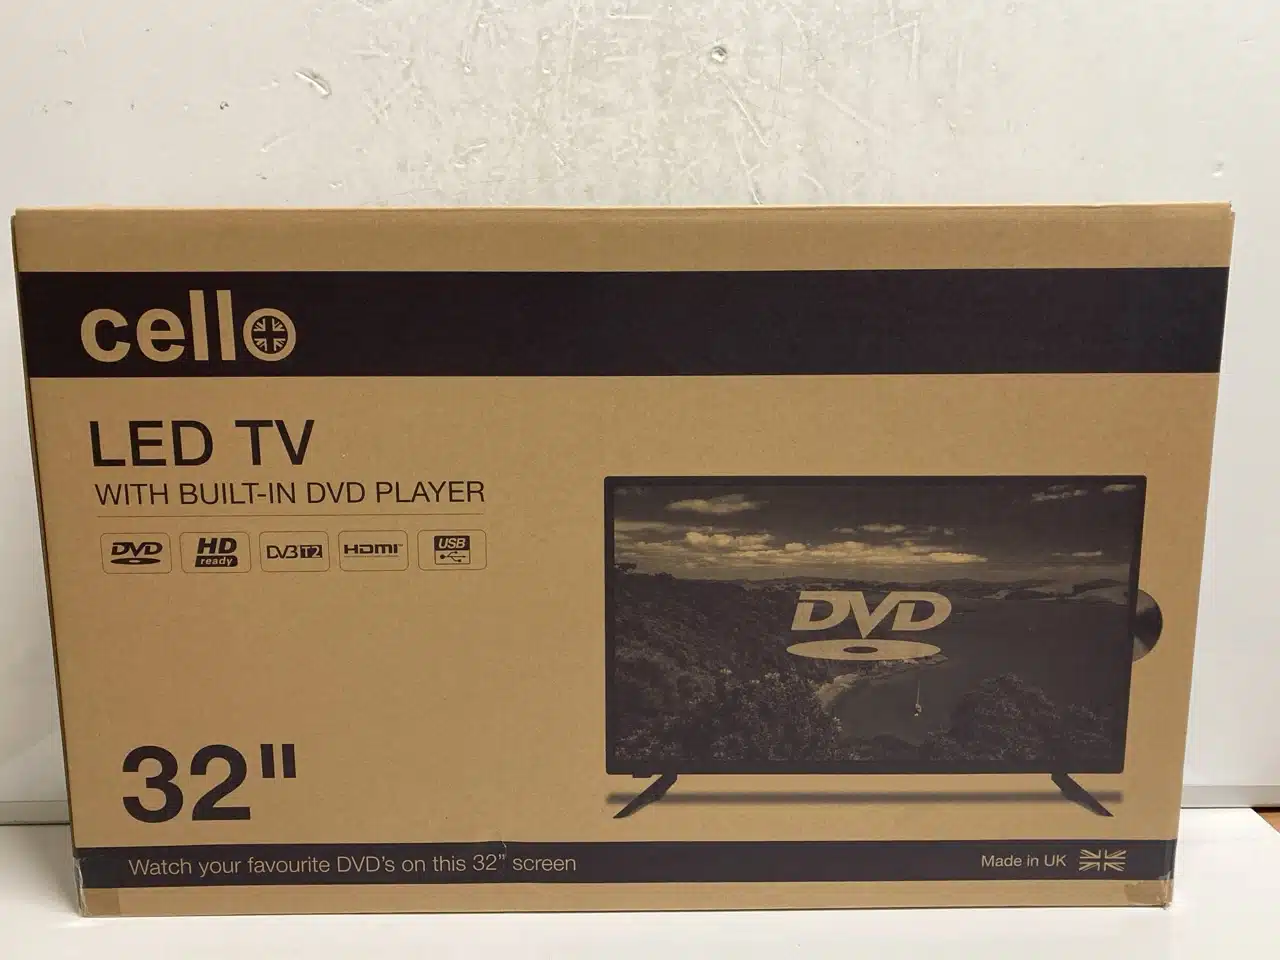 cello
LED TV
WITH BUILT-IN DVD PLAYER
DVD
HD
ready
DVB T2
HDMI
USB
DVD
32"
Watch your favourite DVD's on this 32" screen
Made in UK